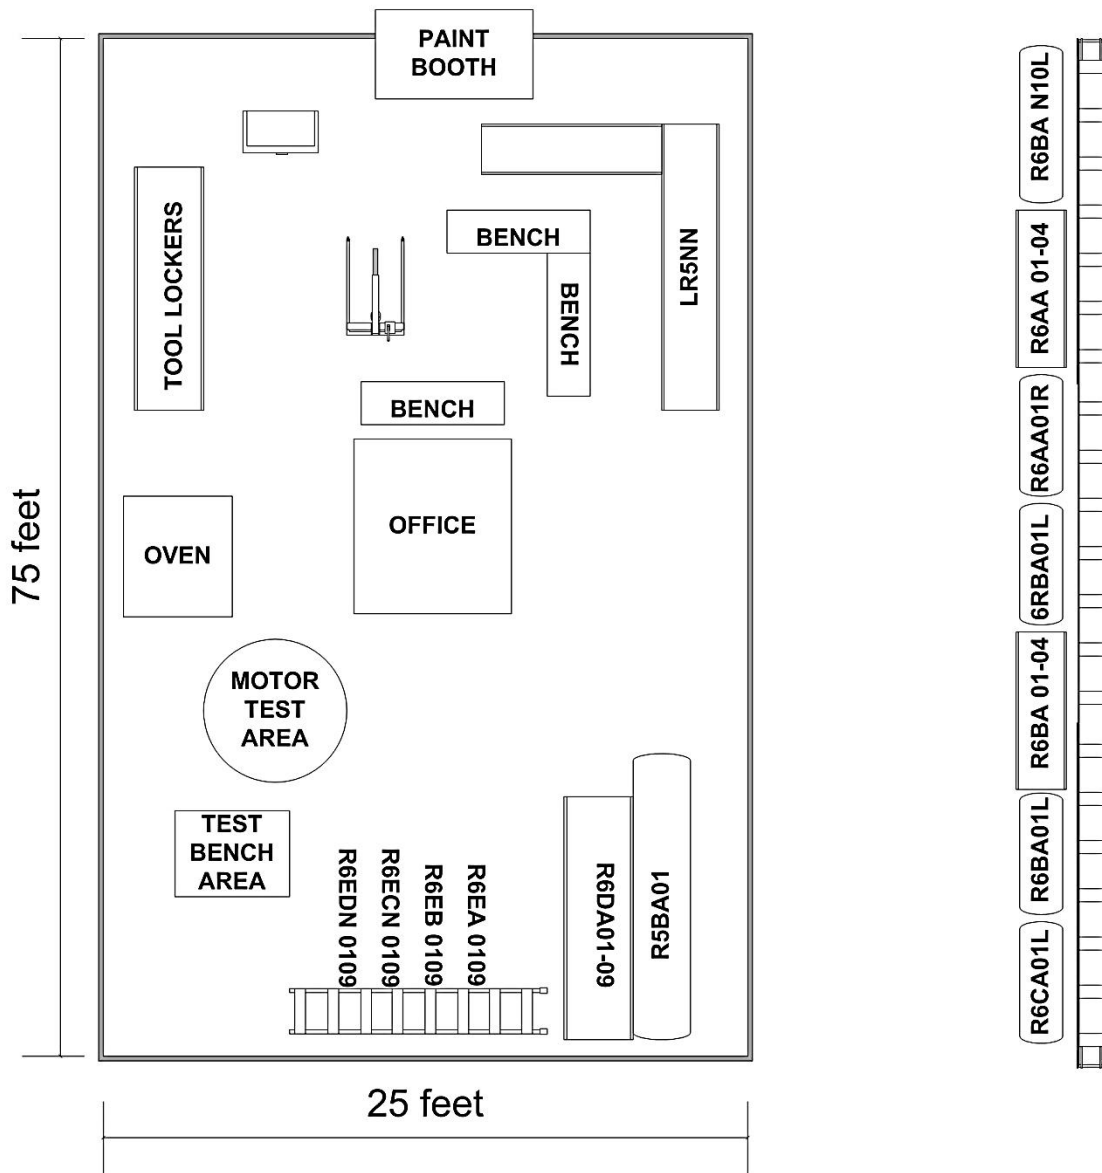 PAINT
BOOTH
TOOL LOCKERS
BENCH
BENCH
LR5NN
BENCH
OFFICE
OVEN
MOTOR
TEST
AREA
TEST
BENCH
AREA
R6EDN 0109
R6ECN 0109
R6EB 0109
R6EA 0109
R6DA01-09
R5BA01
75 feet
25 feet
R6BA N10L
R6AA 01-04
R6AA01R
6RBA01L
R6BA 01-04
R6BA01L
R6CA01L